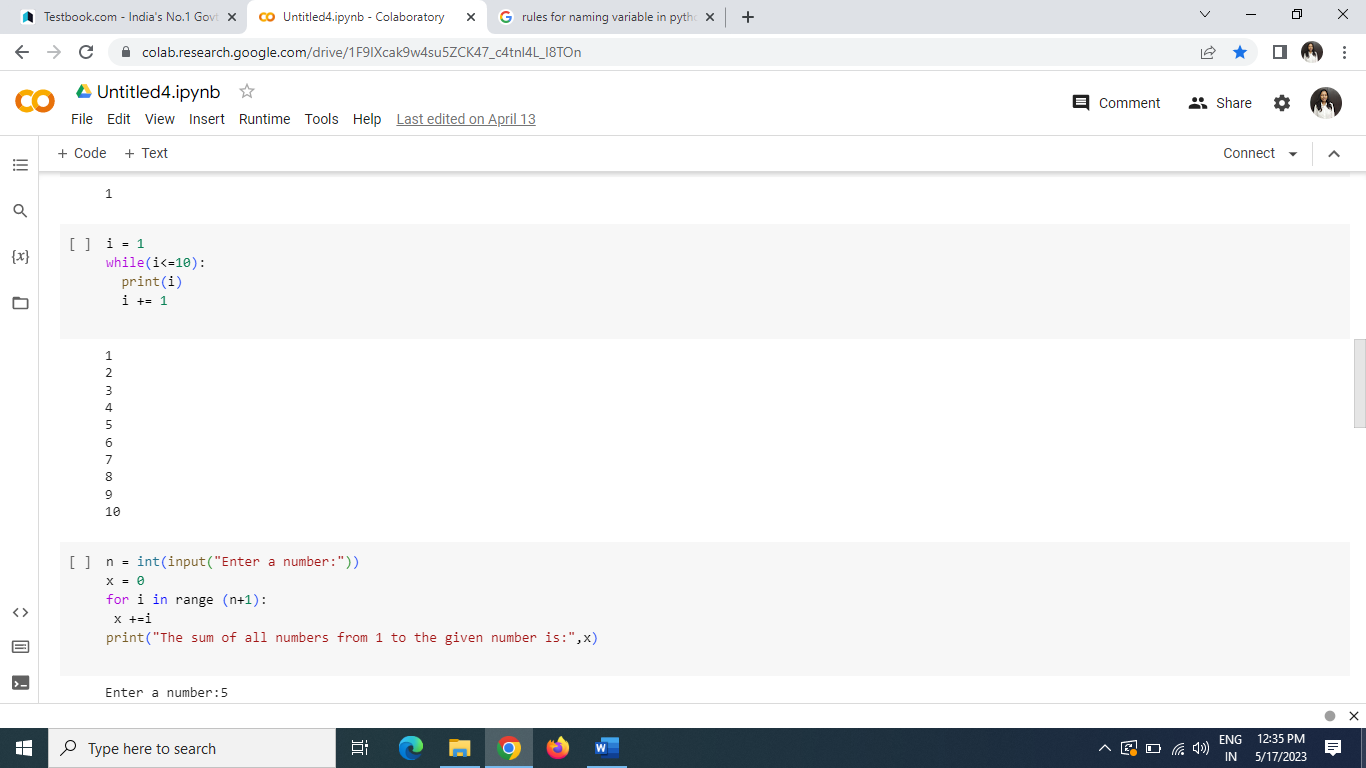 Testbook.com - India's No.1 Govt
Untitled4.ipynb - Colaboratory
rules for naming variable in pytho
colab.research.google.com/drive/1F9IXcak9w4su5ZCK47_c4tnl4L_I8TOn
Untitled4.ipynb
Comment
Share
File Edit View Insert Runtime Tools Help Last edited on April 13
+ Code + Text
Connect
1
[ ] i = 1
while(i<=10):
print(i)
i += 1
1
2
3
4
5
6
7
8
9
10
[ ] n = int(input("Enter a number:"))
x = 0
for i in range (n+1):
x +=i
print("The sum of all numbers from 1 to the given number is:",x)
Enter a number:5
Type here to search
ENG
IN
12:35 PM
5/17/2023